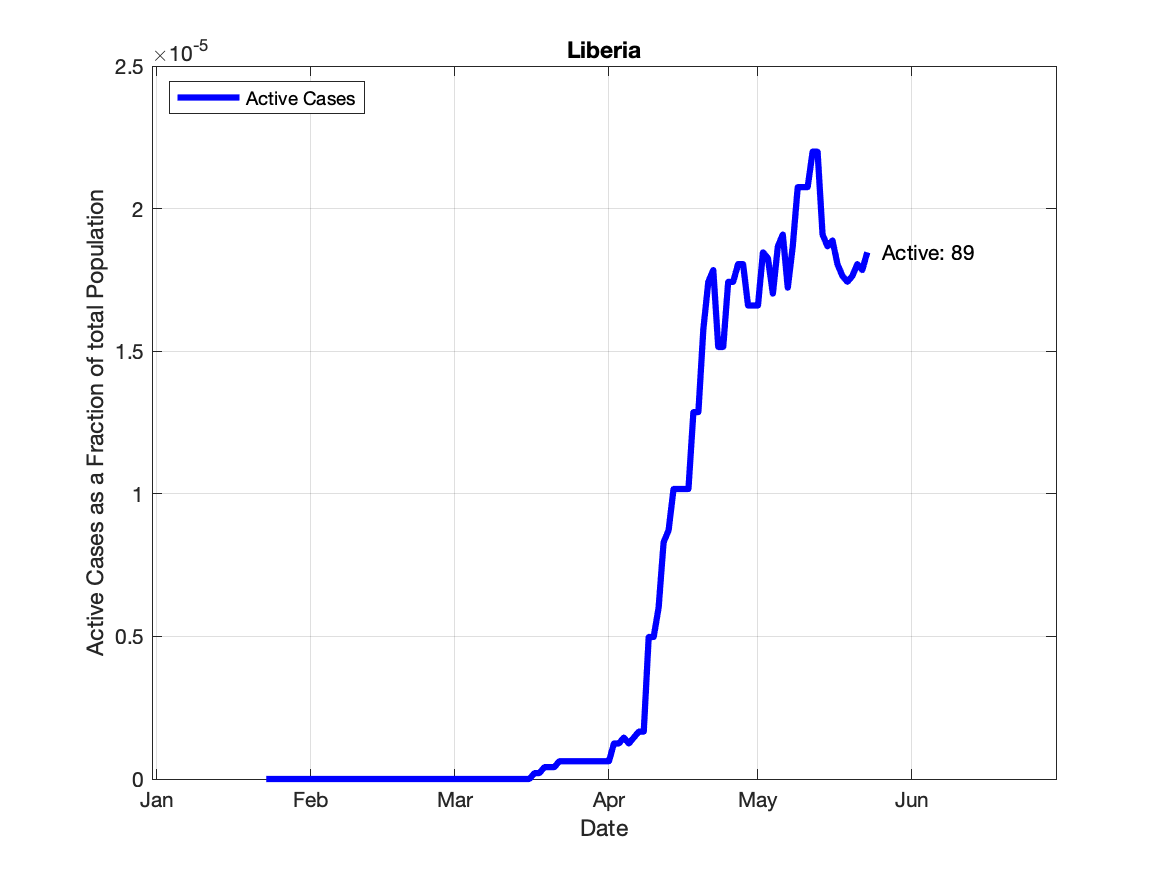 Liberia
×10-5
2.5
2
1.5
1
0.5
0
Active Cases
Active: 89
Active Cases as a Fraction of total Population
Jan Feb Mar Apr May Jun
Date